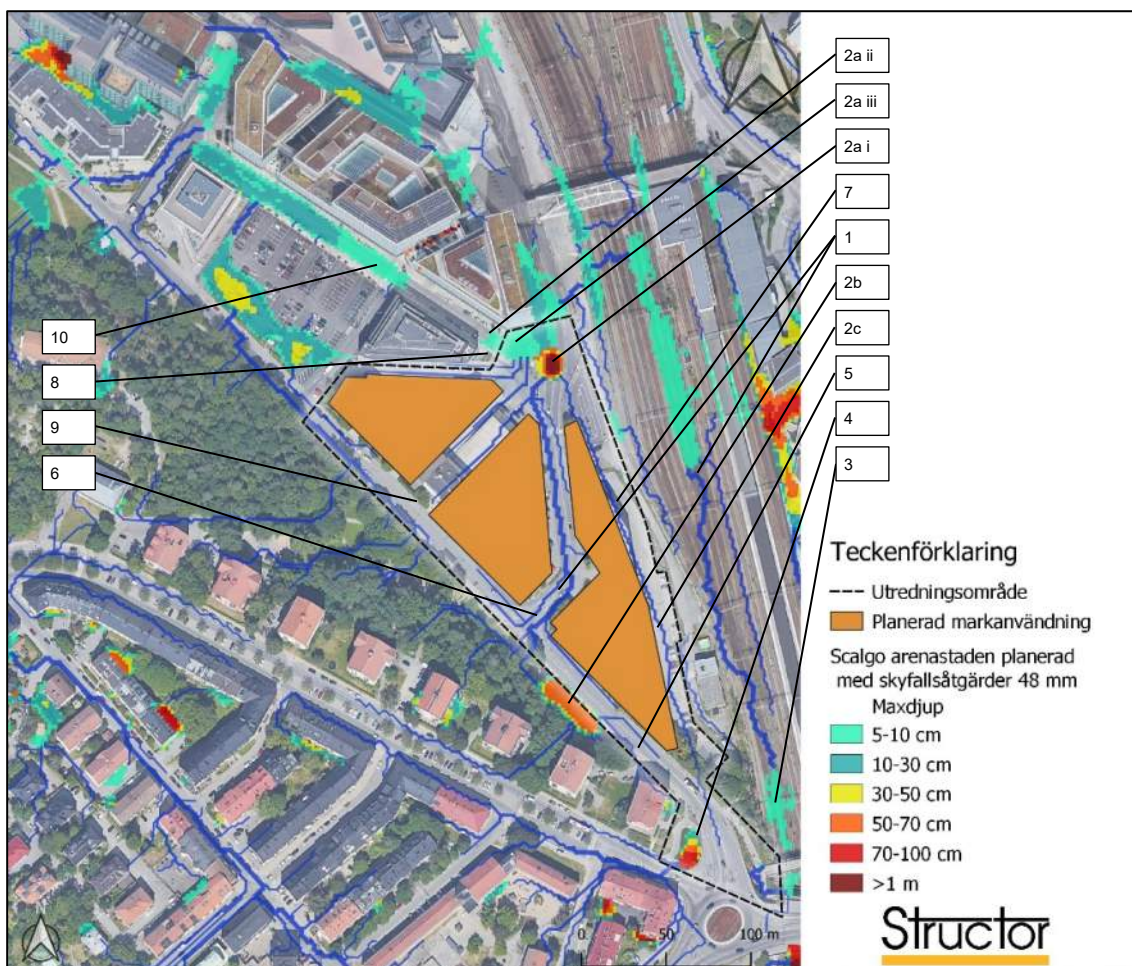 2a ii
2a iii
2a i
7
1
2b
2c
5
4
3
10
8
9
6
Teckenförklaring
Utredningsområde
Planerad markanvändning
Scalgo arenastaden planerad
med skyfallsåtgärder 48 mm
Maxdjup
5-10 cm
10-30 cm
30-50 cm
50-70 cm
70-100 cm
>1 m
0 50 100 m
Structor